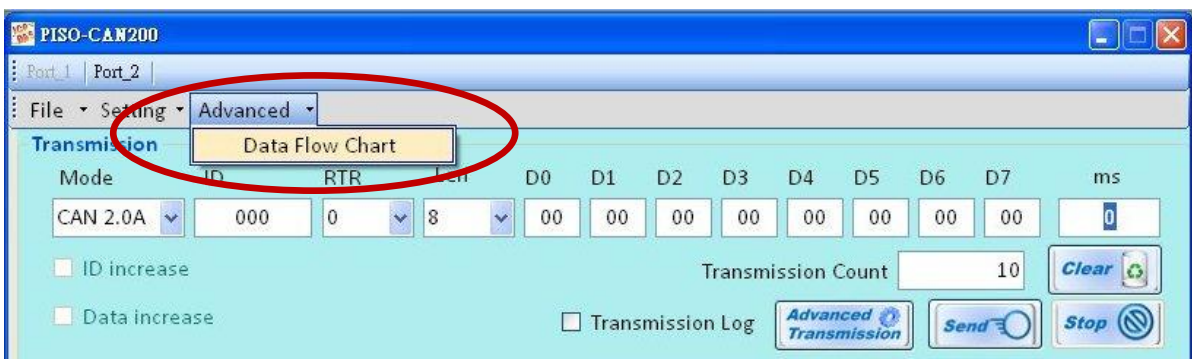 PISO-CAN200
Port_1 Port_2
File Setting Advanced
Data Flow Chart
Transmission
Mode ID RTR Len D0 D1 D2 D3 D4 D5 D6 D7 ms
CAN 2.0A 000 0 8 00 00 00 00 00 00 00 00 0
ID increase Transmission Count 10 Clear
Data increase Transmission Log Advanced Transmission Send Stop